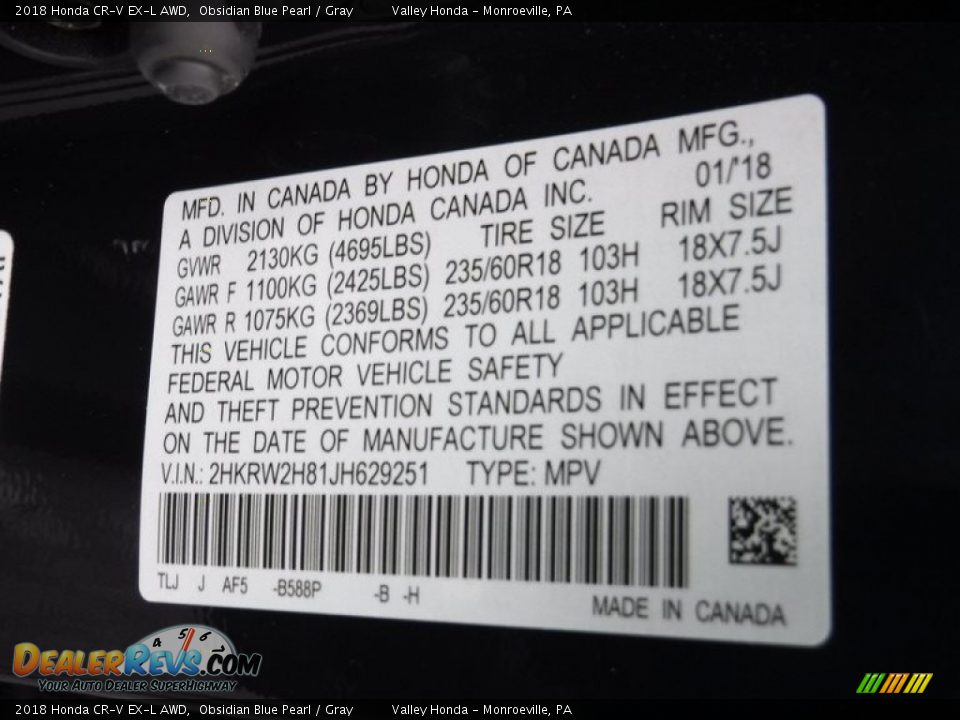 2018 Honda CR-V EX-L AWD,  Obsidian Blue Pearl / Gray        Valley Honda - Monroeville, PA
MFD. IN CANADA BY HONDA OF CANADA MFG.,
A DIVISION OF HONDA CANADA INC.        01/'18
GVWR    2130KG (4695LBS)    TIRE SIZE    RIM SIZE
GAWR F 1100KG (2425LBS) 235/60R18 103H    18X7.5J
GAWR R 1075KG (2369LBS) 235/60R18 103H    18X7.5J
THIS VEHICLE CONFORMS TO ALL APPLICABLE
FEDERAL MOTOR VEHICLE SAFETY
AND THEFT PREVENTION STANDARDS IN EFFECT
ON THE DATE OF MANUFACTURE SHOWN ABOVE.
V.I.N.: 2HKRW2H81JH629251    TYPE: MPV
TLJ  J  AF5  -B588P    -B -H
MADE IN CANADA
DEALERREVS.COM
YOUR AUTO DEALER SUPERHIGHWAY
2018 Honda CR-V EX-L AWD,  Obsidian Blue Pearl / Gray        Valley Honda - Monroeville, PA